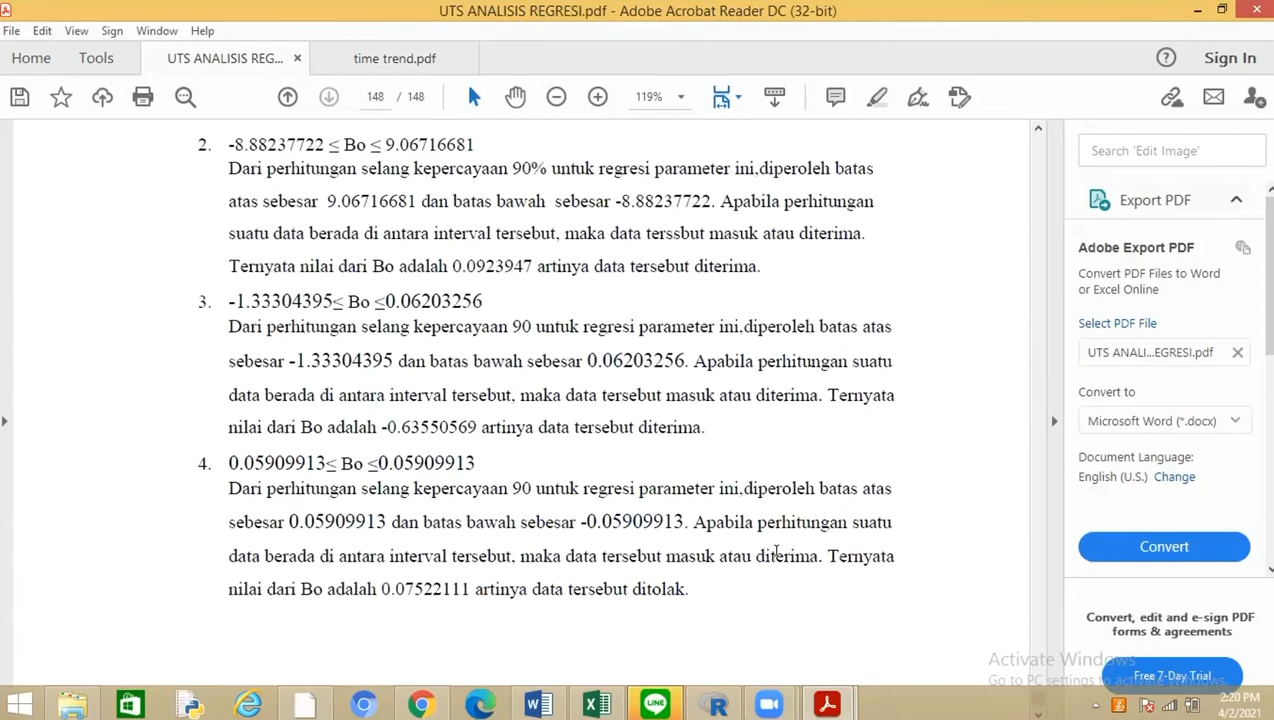 UTS ANALISIS REGRESI.pdf - Adobe Acrobat Reader DC (32-bit)
File Edit View Sign Window Help
Home Tools UTS ANALISIS REG... time trend.pdf Sign In
148 / 148 119%
2. -8.88237722 ≤ Bo ≤ 9.06716681
Dari perhitungan selang kepercayaan 90% untuk regresi parameter ini,diperoleh batas
atas sebesar 9.06716681 dan batas bawah sebesar -8.88237722. Apabila perhitungan
suatu data berada di antara interval tersebut, maka data terssbut masuk atau diterima.
Ternyata nilai dari Bo adalah 0.0923947 artinya data tersebut diterima.
3. -1.33304395≤ Bo ≤0.06203256
Dari perhitungan selang kepercayaan 90 untuk regresi parameter ini,diperoleh batas atas
sebesar -1.33304395 dan batas bawah sebesar 0.06203256. Apabila perhitungan suatu
data berada di antara interval tersebut, maka data tersebut masuk atau diterima. Ternyata
nilai dari Bo adalah -0.63550569 artinya data tersebut diterima.
4. 0.05909913≤ Bo ≤0.05909913
Dari perhitungan selang kepercayaan 90 untuk regresi parameter ini,diperoleh batas atas
sebesar 0.05909913 dan batas bawah sebesar -0.05909913. Apabila perhitungan suatu
data berada di antara interval tersebut, maka data tersebut masuk atau diterima. Ternyata
nilai dari Bo adalah 0.07522111 artinya data tersebut ditolak.
Search 'Edit Image'
Export PDF
Adobe Export PDF
Convert PDF Files to Word
or Excel Online
Select PDF File
UTS ANALI...EGRESI.pdf
Convert to
Microsoft Word (*.docx)
Document Language:
English (U.S.) Change
Convert
Convert, edit and e-sign PDF
forms & agreements
Free 7-Day Trial
Activate Windows
Go to PC settings to activate Windows.
2:20 PM
4/2/2021